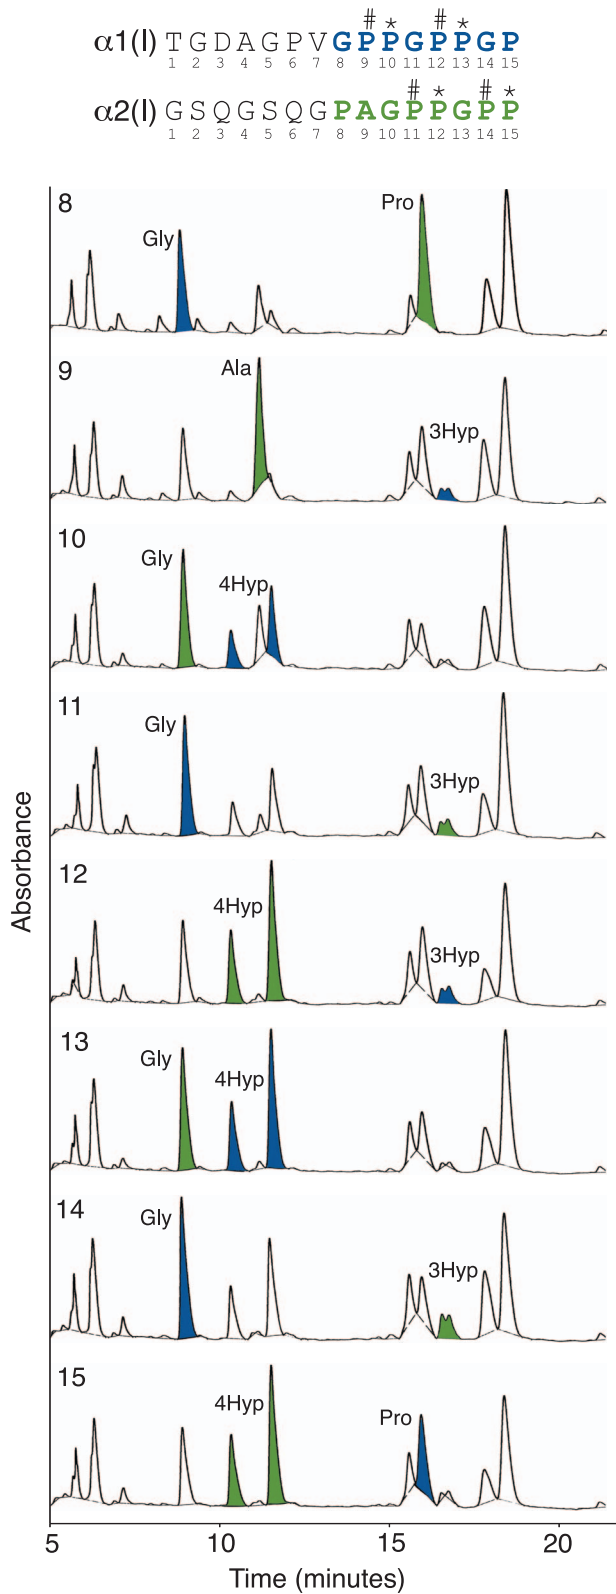 # * # *
α1(I) TGDAGPVGPPGPPGP
1 2 3 4 5 6 7 8 9 10 11 12 13 14 15
# * # *
α2(I) GSQGSQGPAGPPGPP
1 2 3 4 5 6 7 8 9 10 11 12 13 14 15
8
Gly
Pro
9
Ala
3Hyp
10
Gly
4Hyp
11
Gly
3Hyp
12
4Hyp
3Hyp
13
Gly
4Hyp
14
Gly
3Hyp
15
4Hyp
Pro
Absorbance
5 10 15 20
Time (minutes)